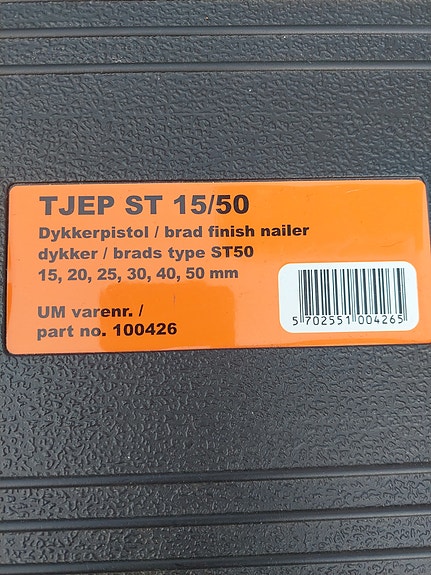 TJEP ST 15/50
Dykkerpistol / brad finish nailer
dykker / brads type ST50
15, 20, 25, 30, 40, 50 mm
UM varenr. /
part no. 100426
5 702551 004265